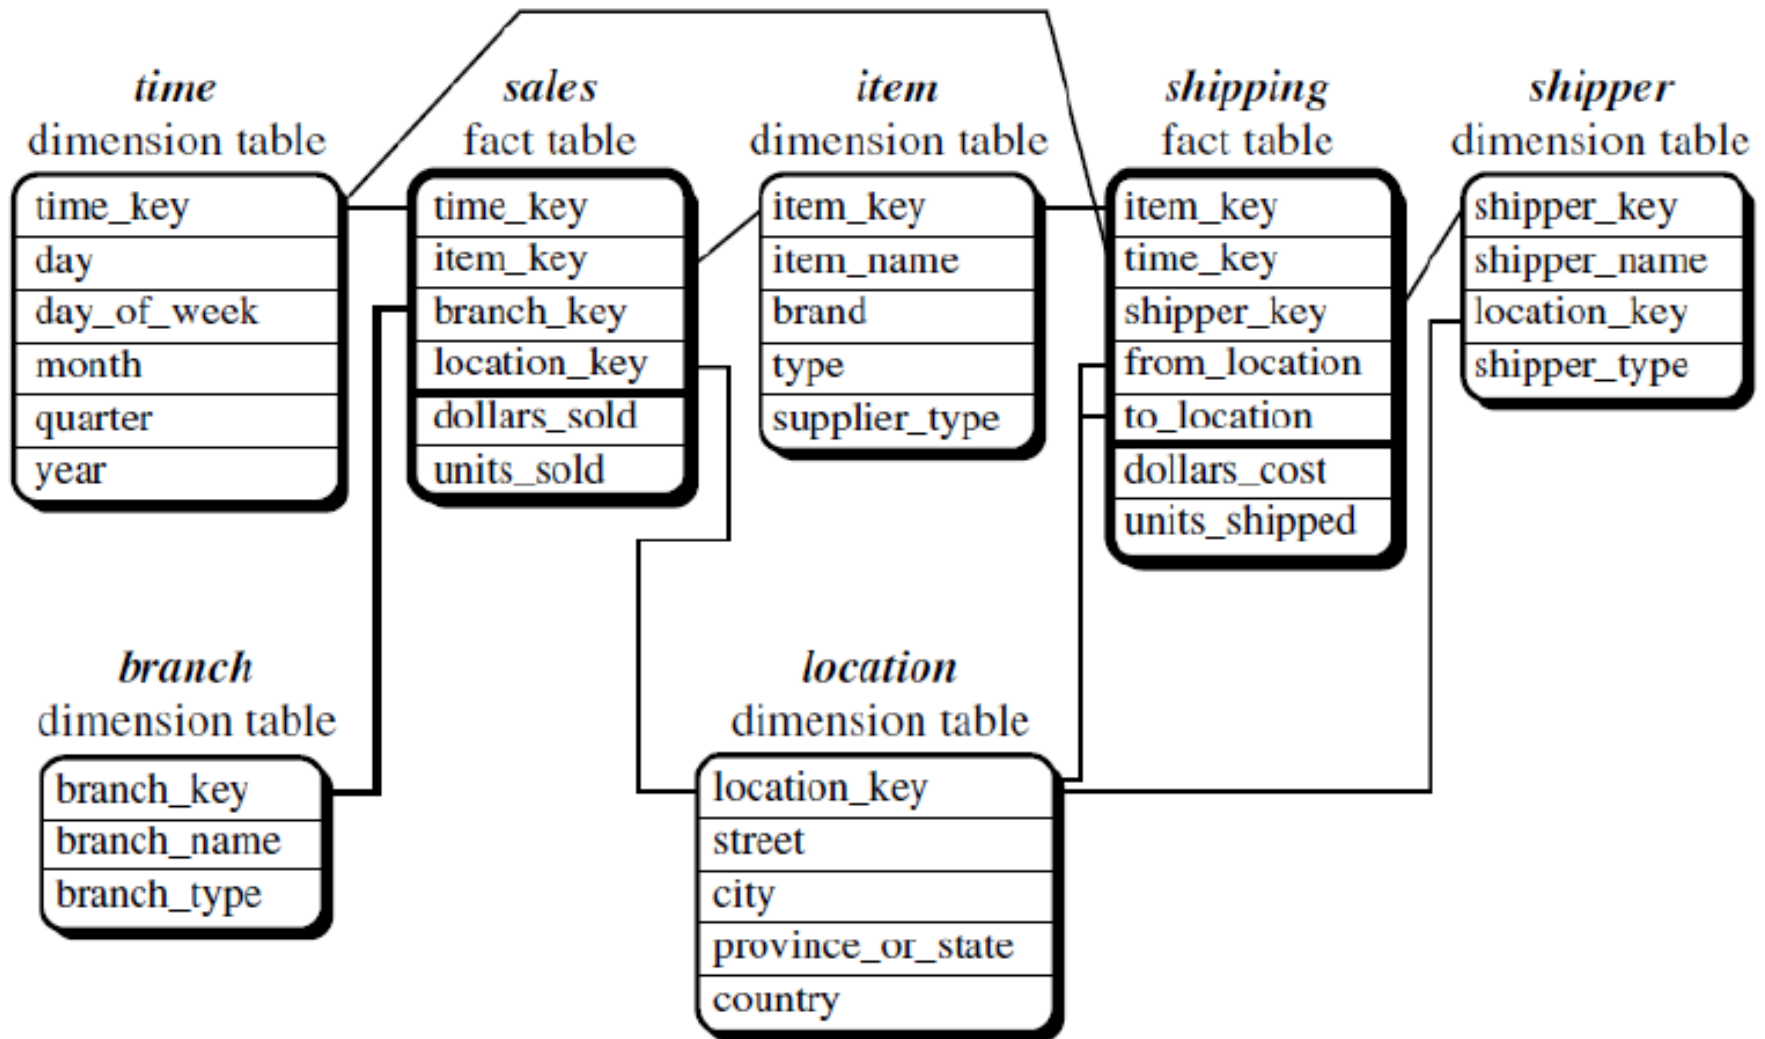 time
dimension table
time_key
day
day_of_week
month
quarter
year
sales
fact table
time_key
item_key
branch_key
location_key
dollars_sold
units_sold
item
dimension table
item_key
item_name
brand
type
supplier_type
shipping
fact table
item_key
time_key
shipper_key
from_location
to_location
dollars_cost
units_shipped
shipper
dimension table
shipper_key
shipper_name
location_key
shipper_type
branch
dimension table
branch_key
branch_name
branch_type
location
dimension table
location_key
street
city
province_or_state
country